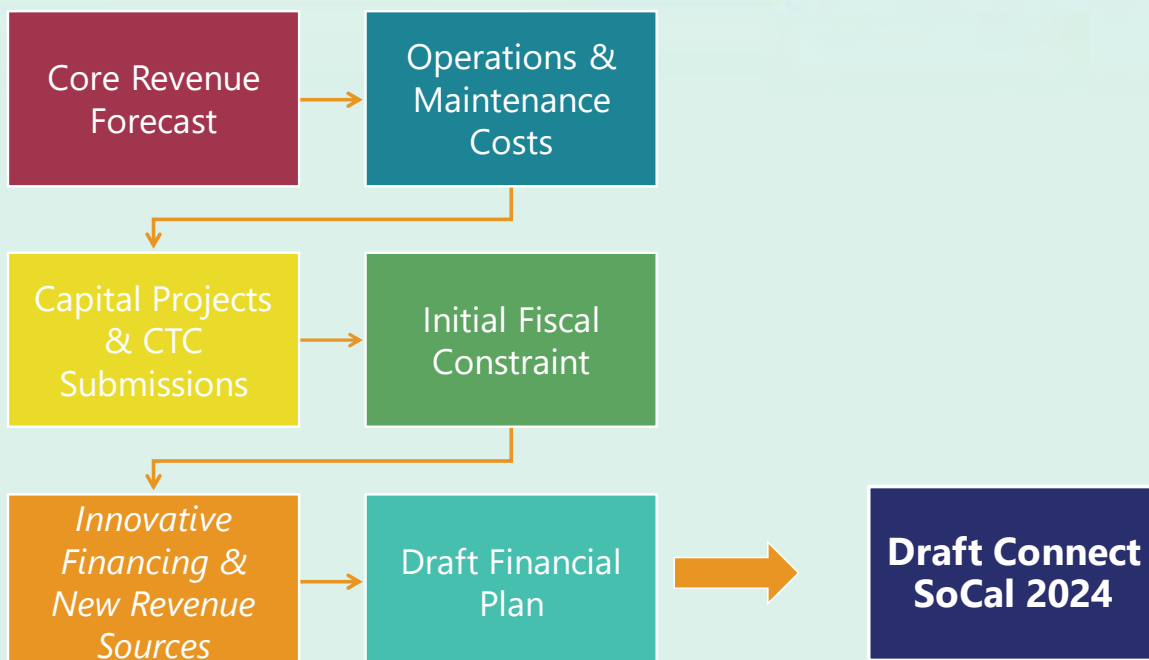 Core Revenue
Forecast
Operations &
Maintenance
Costs
Capital Projects
& CTC
Submissions
Initial Fiscal
Constraint
Innovative
Financing &
New Revenue
Sources
Draft Financial
Plan
Draft Connect
SoCal 2024